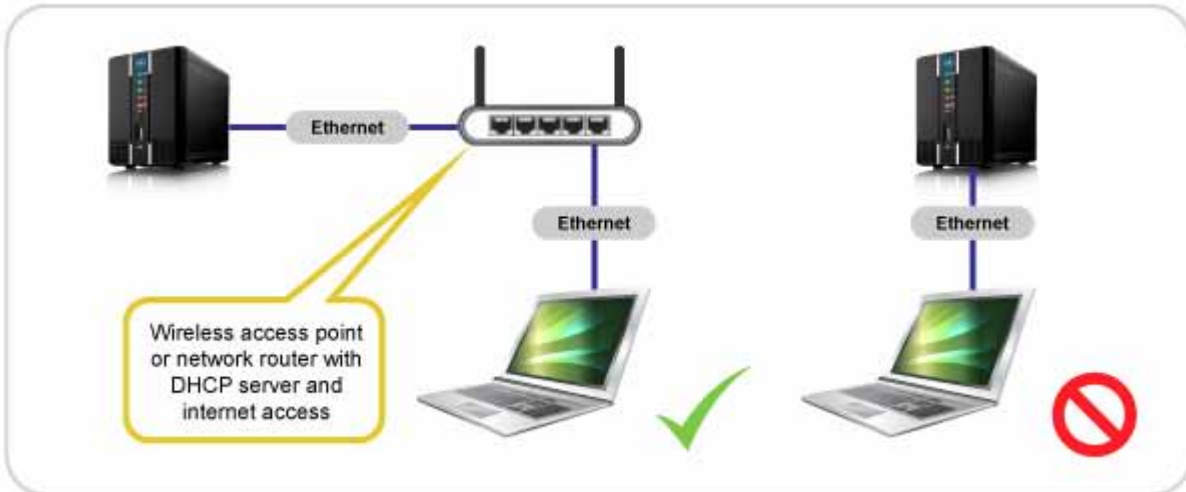 Ethernet
Ethernet
Ethernet
Wireless access point
or network router with
DHCP server and
internet access